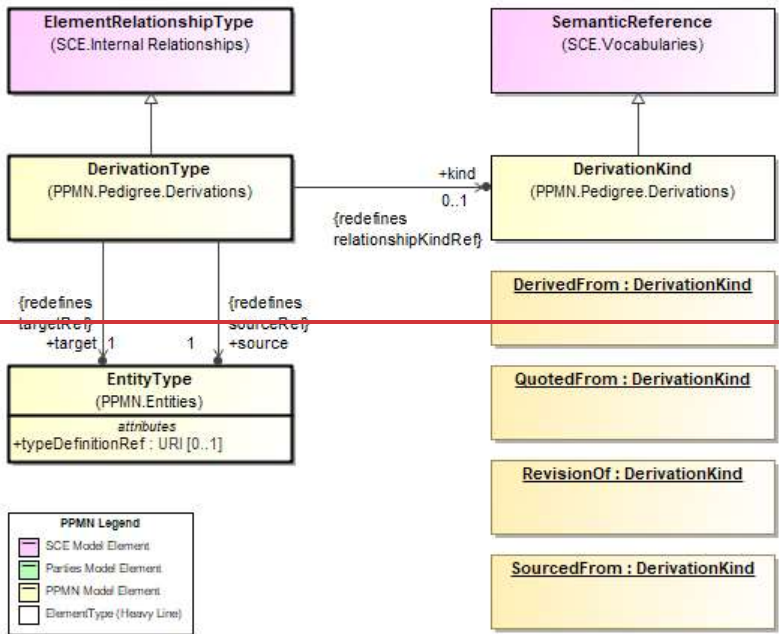 ElementRelationshipType
(SCE.Internal Relationships)
SemanticReference
(SCE.Vocabularies)
DerivationType
(PPMN.Pedigree.Derivations)
+kind
0..1
{redefines
relationshipKindRef}
DerivationKind
(PPMN.Pedigree.Derivations)
{redefines
targetRef}
+target 1
{redefines
sourceRef}
1 +source
DerivedFrom : DerivationKind
EntityType
(PPMN.Entities)
attributes
+typeDefinitionRef : URI [0..1]
QuotedFrom : DerivationKind
RevisionOf : DerivationKind
SourcedFrom : DerivationKind
PPMN Legend
SCE Model Element
Parties Model Element
PPMN Model Element
ElementType (Heavy Line)